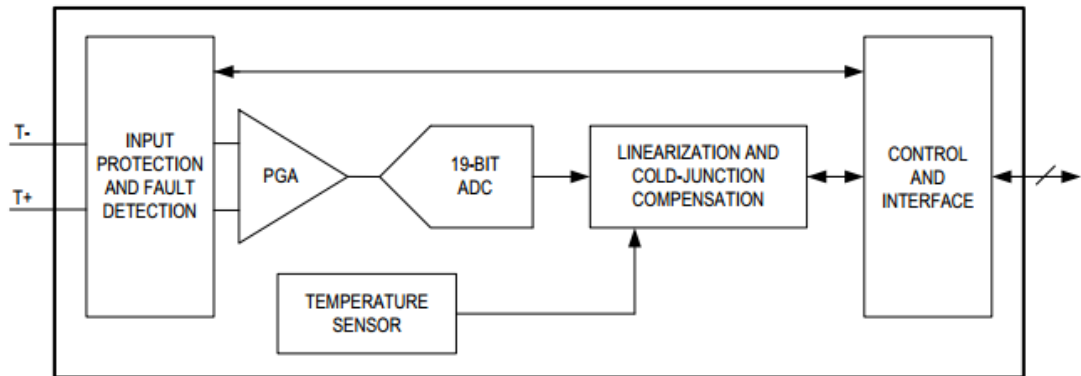 T-
T+
INPUT
PROTECTION
AND FAULT
DETECTION
PGA
19-BIT
ADC
LINEARIZATION AND
COLD-JUNCTION
COMPENSATION
CONTROL
AND
INTERFACE
TEMPERATURE
SENSOR